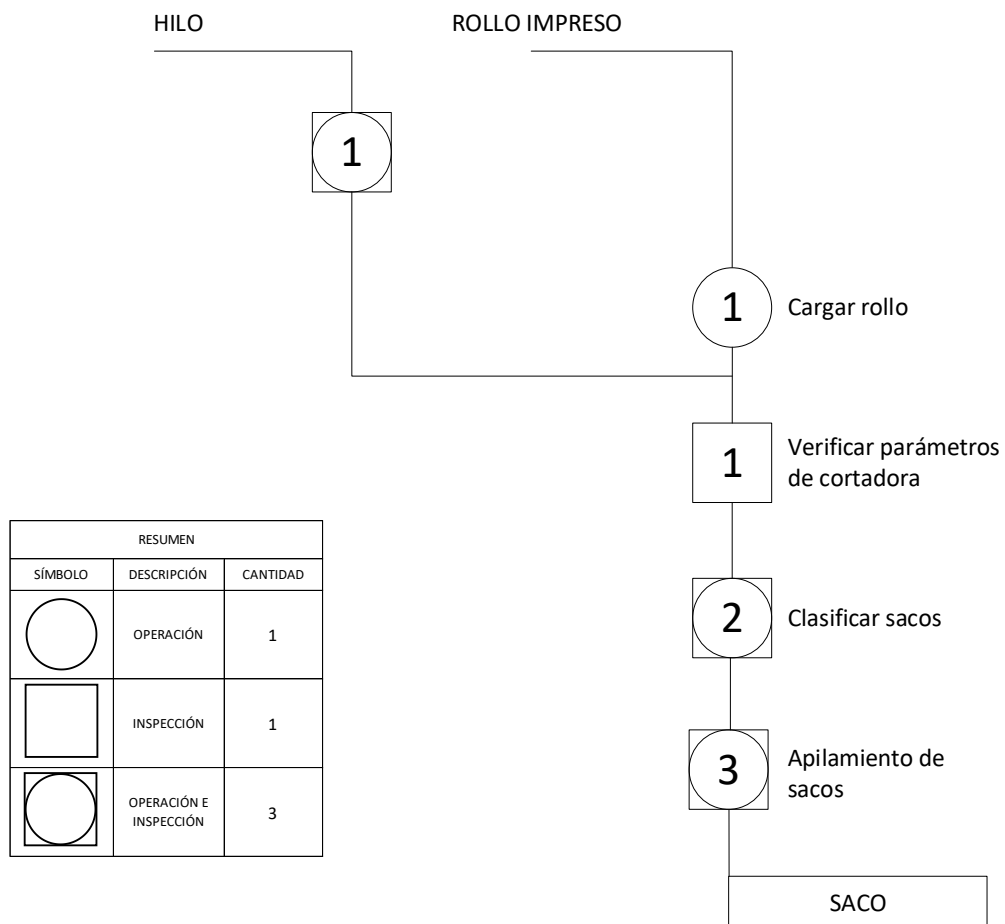 HILO
ROLLO IMPRESO
1
1
Cargar rollo
1
Verificar parámetros
de cortadora
2
Clasificar sacos
3
Apilamiento de
sacos
SACO
RESUMEN
SÍMBOLO DESCRIPCIÓN CANTIDAD
OPERACIÓN 1
INSPECCIÓN 1
OPERACIÓN E
INSPECCIÓN 3